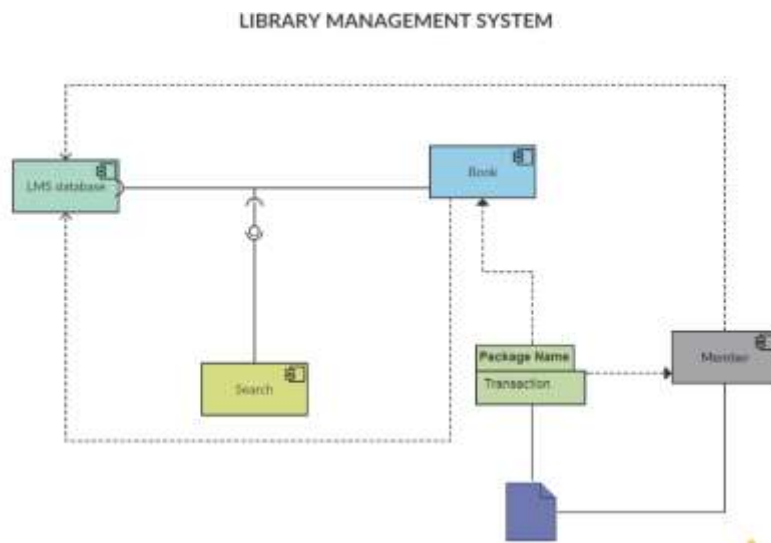 LIBRARY MANAGEMENT SYSTEM
LMS database
Book
Package Name
Transaction
Member
Search